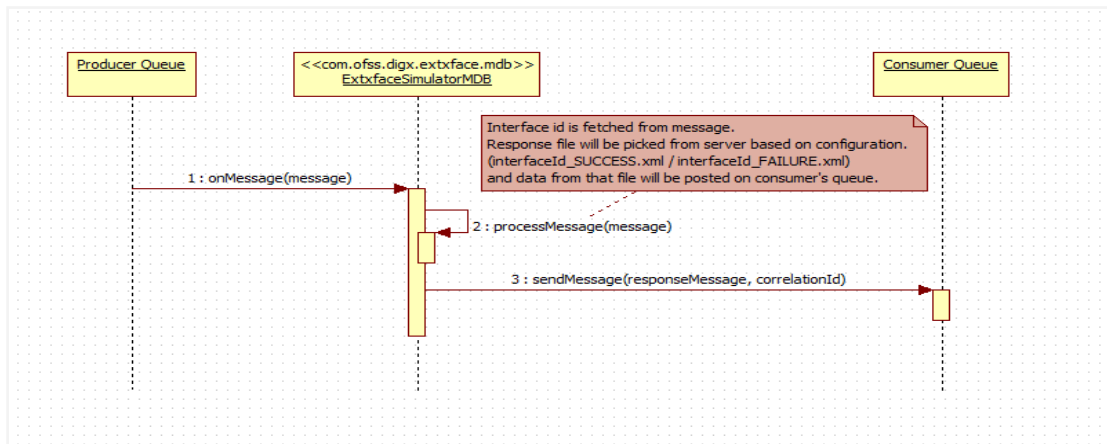 Producer Queue
<<com.ofss.digx.extxface.mdb>>
ExtxfaceSimulatorMDB
Consumer Queue
Interface id is fetched from message.
Response file will be picked from server based on configuration.
(interfaceId_SUCCESS.xml / interfaceId_FAILURE.xml)
and data from that file will be posted on consumer's queue.
1 : onMessage(message)
2 : processMessage(message)
3 : sendMessage(responseMessage, correlationId)